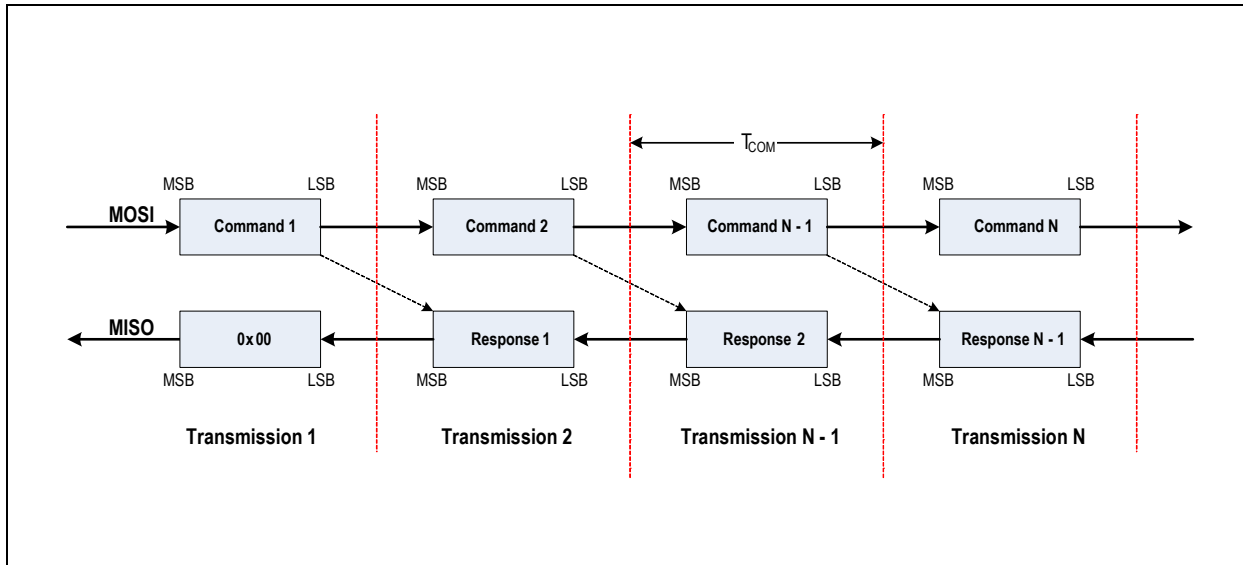 T_COM
MSB LSB MSB LSB MSB LSB MSB LSB
MOSI Command 1 Command 2 Command N - 1 Command N
MISO 0x00 Response 1 Response 2 Response N - 1
MSB LSB MSB LSB MSB LSB MSB LSB
Transmission 1 Transmission 2 Transmission N - 1 Transmission N